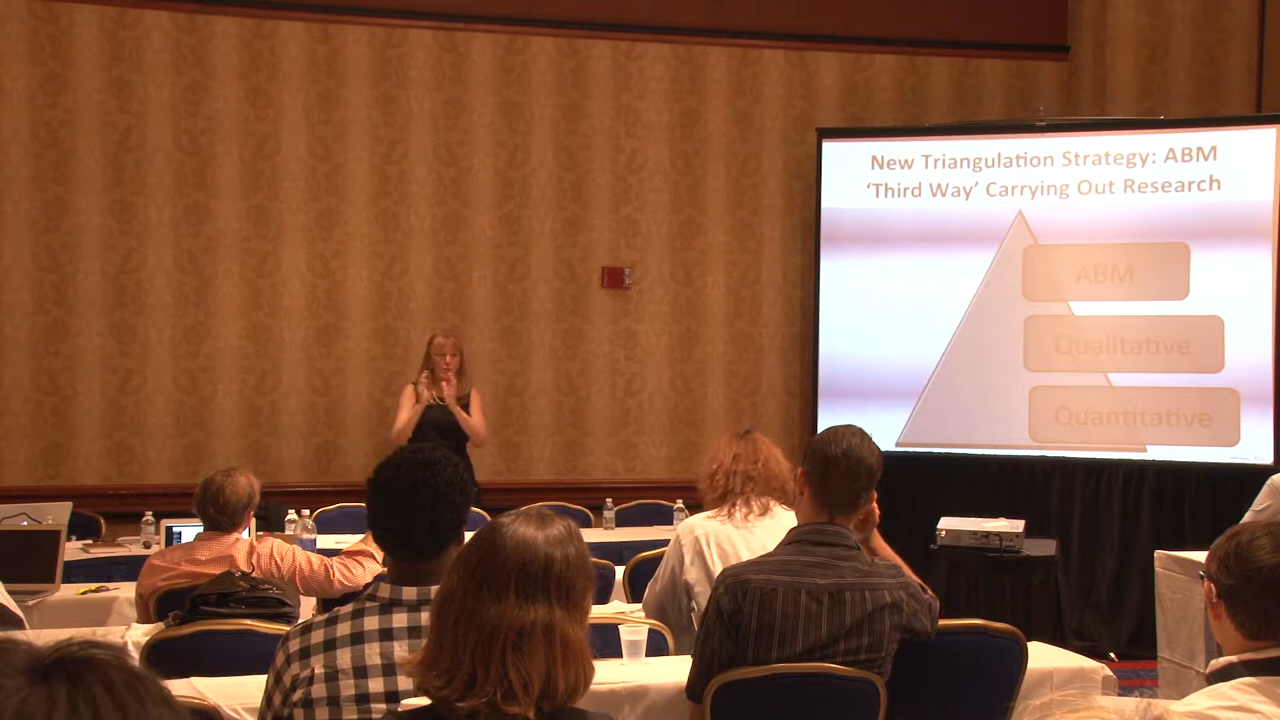 New Triangulation Strategy: ABM
‘Third Way’ Carrying Out Research
ABM
Qualitative
Quantitative